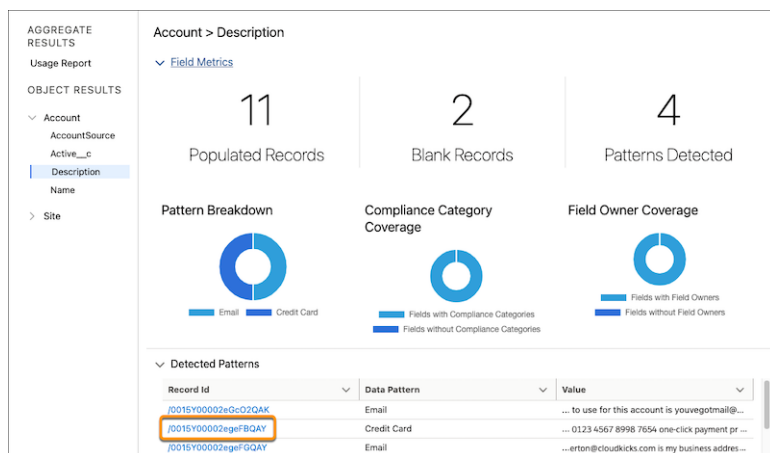 AGGREGATE
RESULTS
Usage Report
OBJECT RESULTS
Account
AccountSource
Active__c
Description
Name
Site
Account > Description
Field Metrics
11
Populated Records
2
Blank Records
4
Patterns Detected
Pattern Breakdown
Email
Credit Card
Compliance Category
Coverage
Fields with Compliance Categories
Fields without Compliance Categories
Field Owner Coverage
Fields with Field Owners
Fields without Field Owners
Detected Patterns
Record Id Data Pattern Value
/0015Y00002eGcO2QAK Email ... to use for this account is youvegotmail@...
/0015Y00002egeFBQAY Credit Card ... 0123 4567 8998 7654 one-click payment pr ...
/0015Y00002egeFGQAY Email ...erton@cloudkicks.com is my business addres...